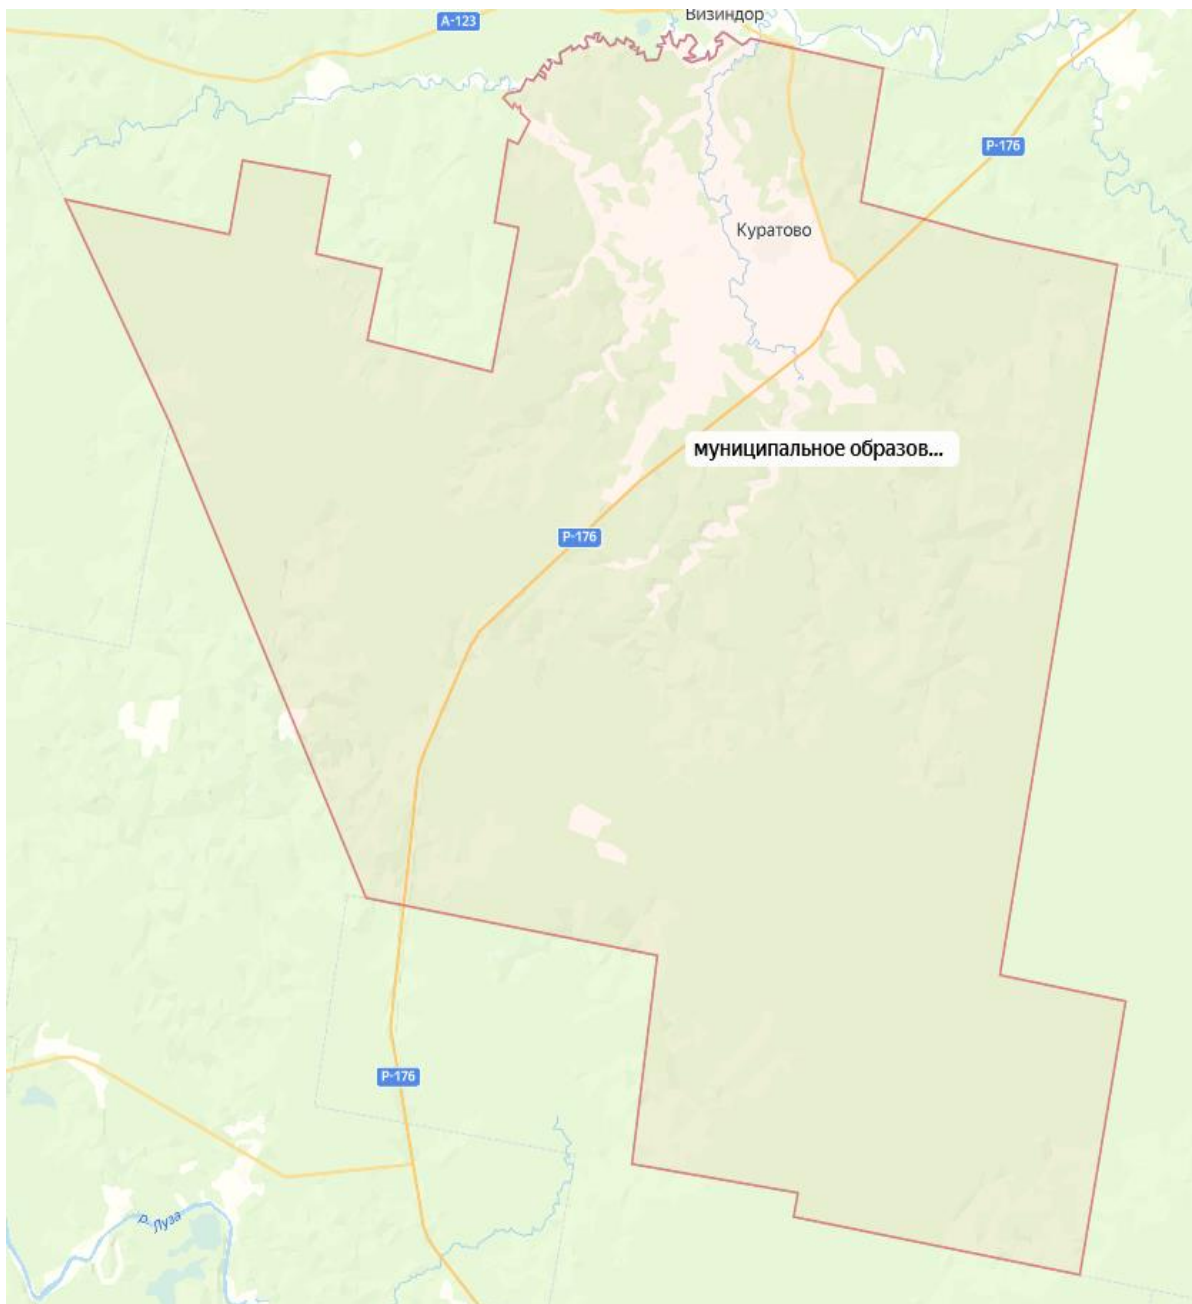 Визиндор
А-123
Р-176
Куратово
муниципальное образов...
Р-176
Р-176
р. Луза